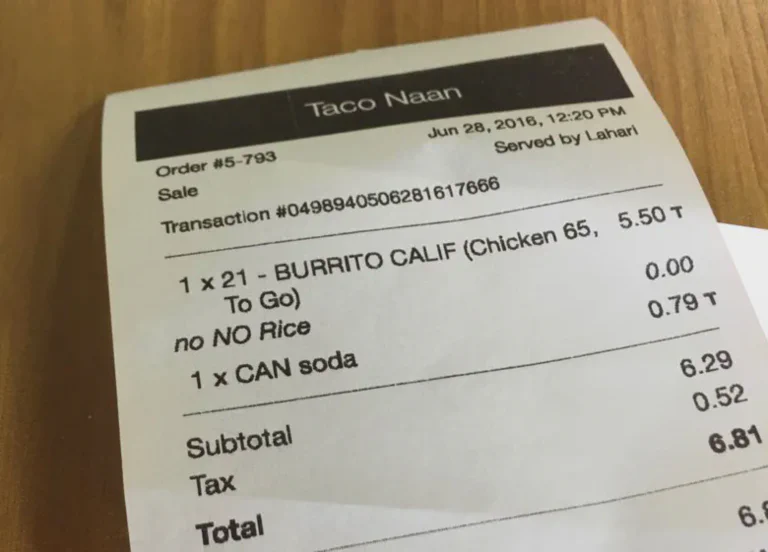 Taco Naan
Order #5-793
Jun 28, 2016, 12:20 PM
Sale
Served by Lahari
Transaction #0498940506281617666
1 x 21 - BURRITO CALIF (Chicken 65, 5.50 T
To Go)
no NO Rice 0.00
1 x CAN soda 0.79 T
Subtotal 6.29
Tax 0.52
Total 6.81